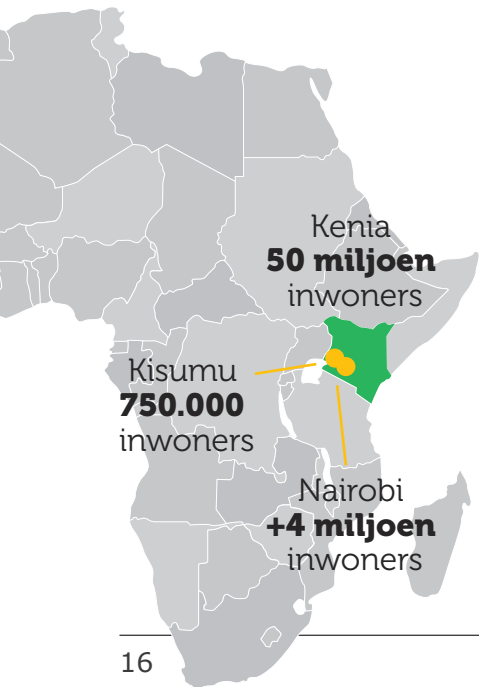 Kenia
50 miljoen
inwoners
Kisumu
750.000
inwoners
Nairobi
+4 miljoen
inwoners
16